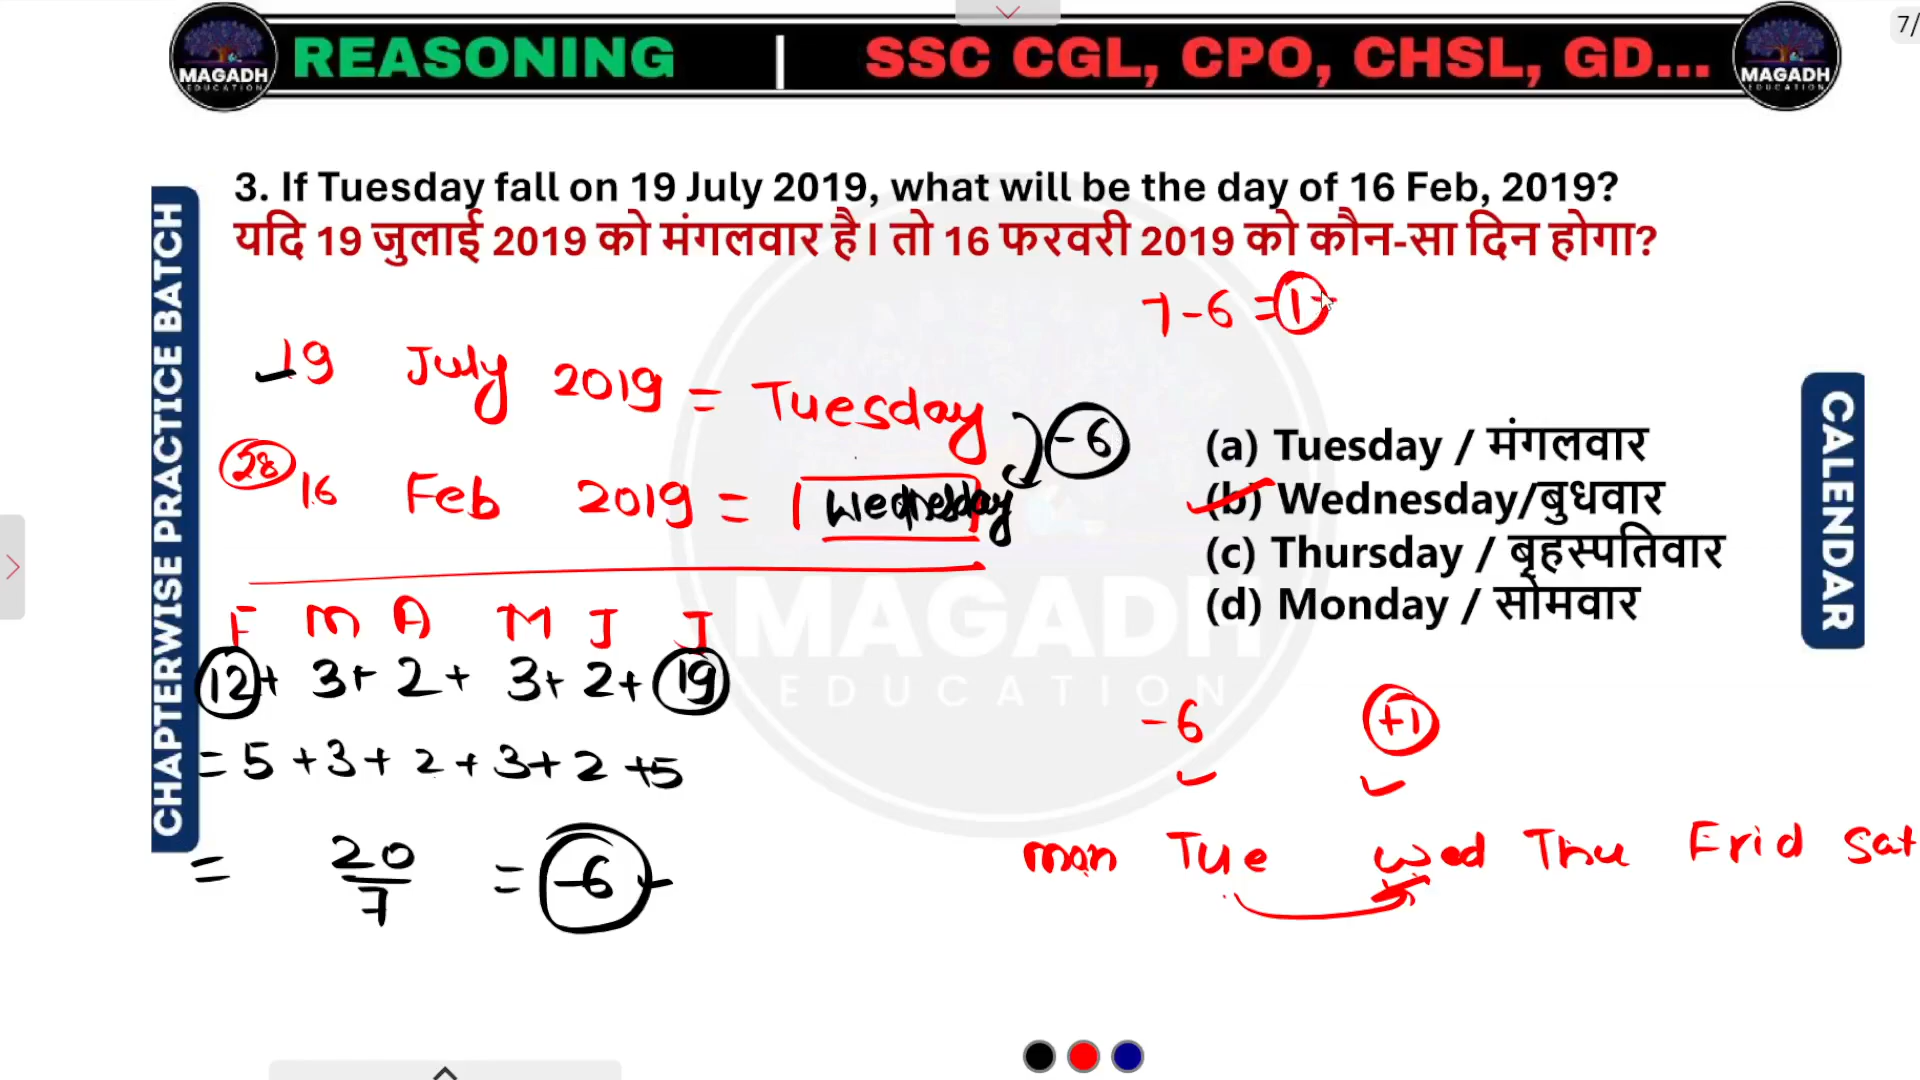 MAGADH
EDUCATION
REASONING | SSC CGL, CPO, CHSL, GD...
MAGADH
EDUCATION
7/
CHAPTERWISE PRACTICE BATCH
3. If Tuesday fall on 19 July 2019, what will be the day of 16 Feb, 2019?
यदि 19 जुलाई 2019 को मंगलवार है। तो 16 फरवरी 2019 को कौन-सा दिन होगा?
7-6 = 1
19 July 2019 = Tuesday
-6
28
16 Feb 2019 = Wednesday
(a) Tuesday / मंगलवार
(b) Wednesday/बुधवार
(c) Thursday / बृहस्पतिवार
(d) Monday / सोमवार
CALENDAR
F M A M J J
12+ 3+ 2+ 3+ 2+ 19
= 5 +3+ 2 +3+ 2 +5
= 20/7 = -6
MAGADH
EDUCATION
-6 +1
mon Tue Wed Thu Frid Sat